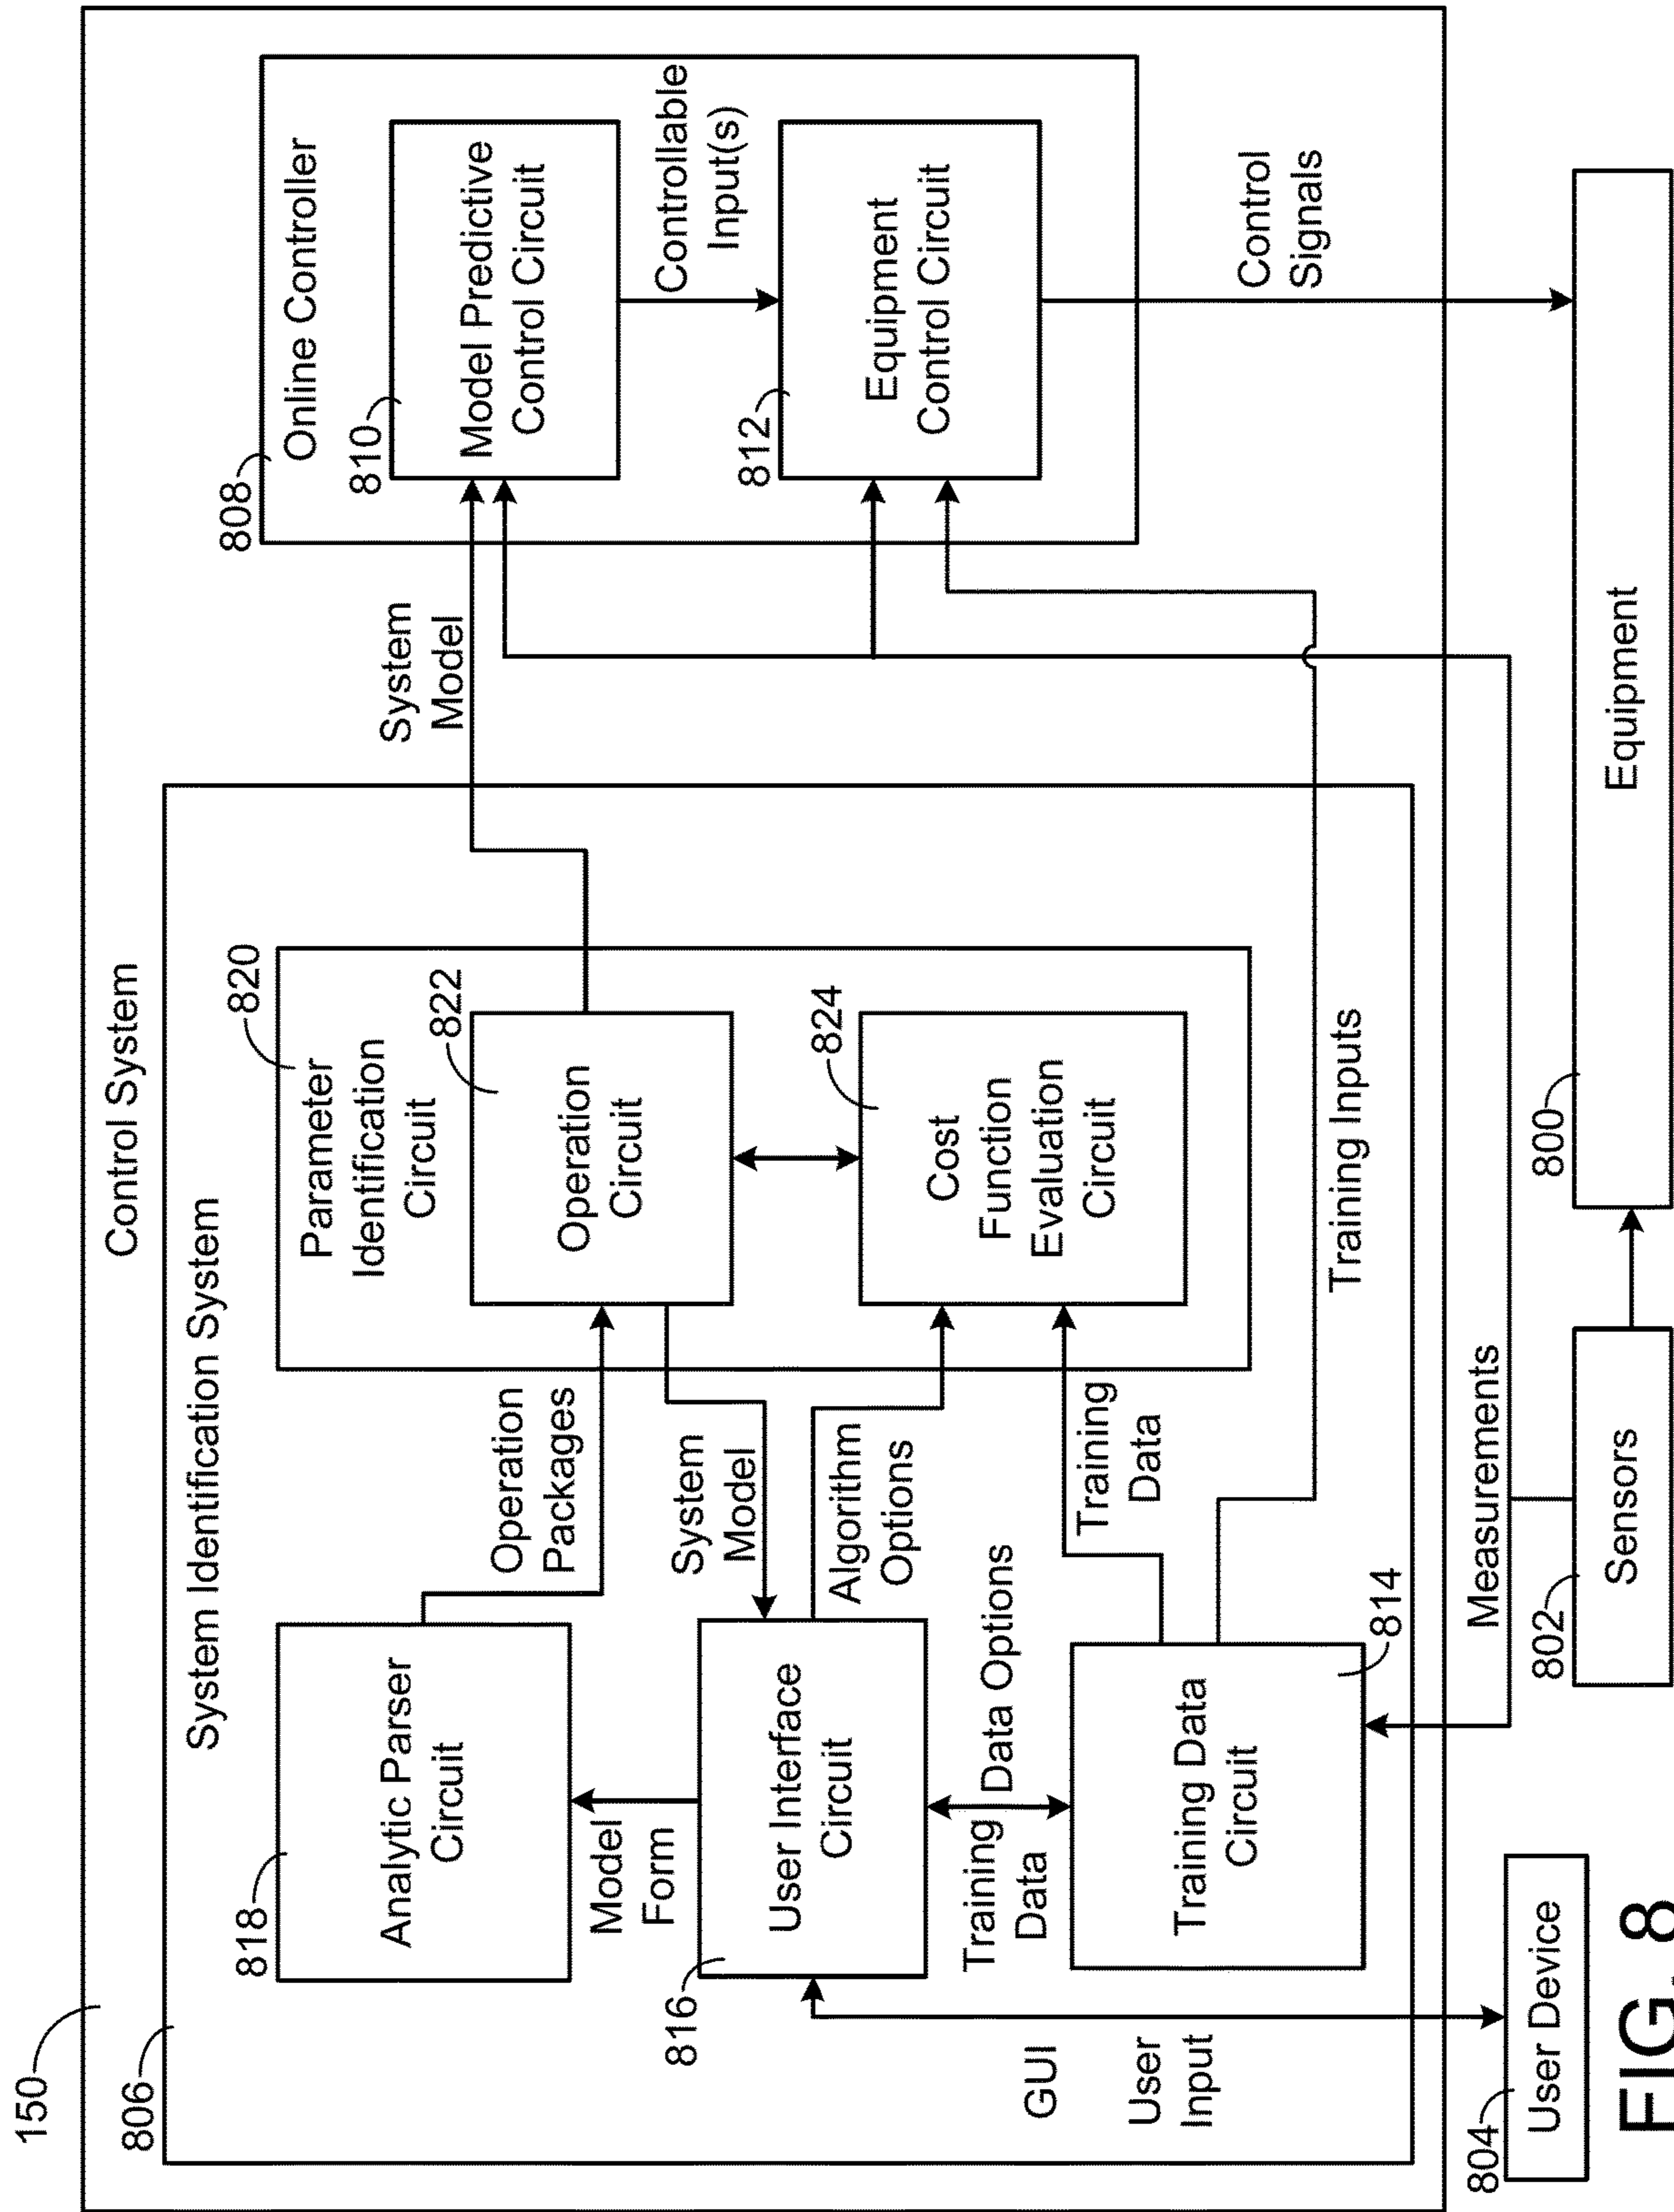 150
Control System
806
System Identification System
818
Analytic Parser
Circuit
Operation
Packages
Parameter
Identification
Circuit
820
822
Operation
Circuit
System
Model
808
Online Controller
810
Model Predictive
Control Circuit
Model
Form
System
Model
Controllable
Input(s)
816
User Interface
Circuit
Algorithm
Options
824
Cost
Function
Evaluation
Circuit
812
Equipment
Control Circuit
Training
Data
Data Options
Training
Data
GUI
User
Input
Training Data
Circuit
814
Training Inputs
Control
Signals
Measurements
804
User Device
802
Sensors
800
Equipment
FIG. 8